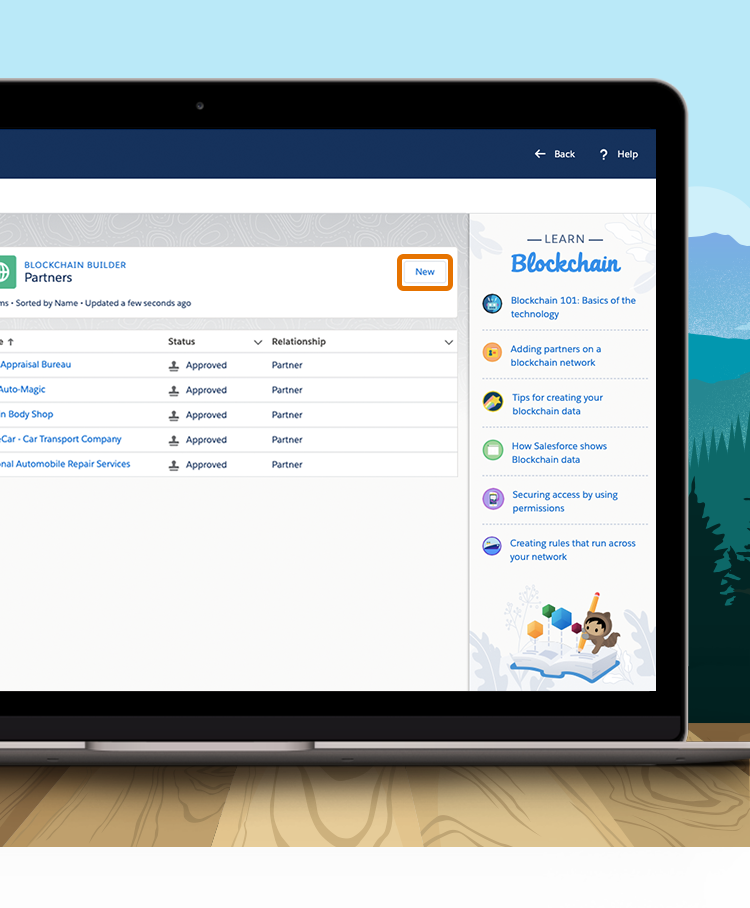 Back
? Help
BLOCKCHAIN BUILDER
Partners
New
• Sorted by Name • Updated a few seconds ago
Status
Relationship
Appraisal Bureau
Approved
Partner
Auto-Magic
Approved
Partner
Body Shop
Approved
Partner
Car - Car Transport Company
Approved
Partner
Automobile Repair Services
Approved
Partner
LEARN
Blockchain
Blockchain 101: Basics of the
technology
Adding partners on a
blockchain network
Tips for creating your
blockchain data
How Salesforce shows
Blockchain data
Securing access by using
permissions
Creating rules that run across
your network